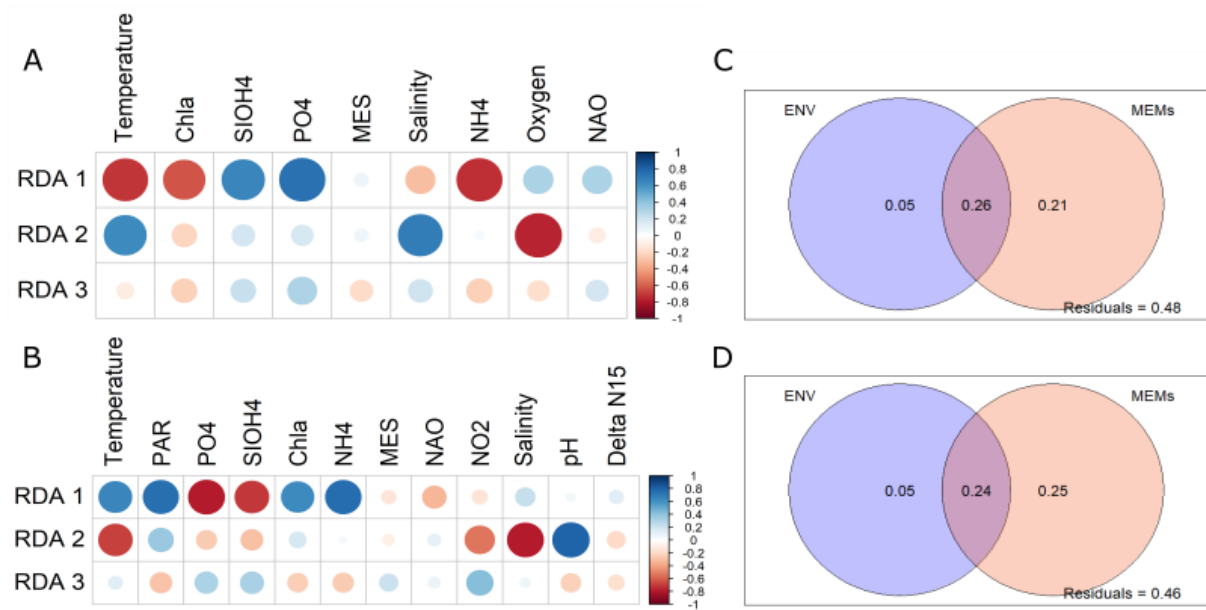 A
Temperature Chla SIOH4 PO4 MES Salinity NH4 Oxygen NAO
RDA 1
RDA 2
RDA 3
1
0.8
0.6
0.4
0.2
0
-0.2
-0.4
-0.6
-0.8
-1
B
Temperature PAR PO4 SIOH4 Chla NH4 MES NAO NO2 Salinity pH Delta N15
RDA 1
RDA 2
RDA 3
1
0.8
0.6
0.4
0.2
0
-0.2
-0.4
-0.6
-0.8
-1
C
ENV MEMs
0.05 0.26 0.21
Residuals = 0.48
D
ENV MEMs
0.05 0.24 0.25
Residuals = 0.46